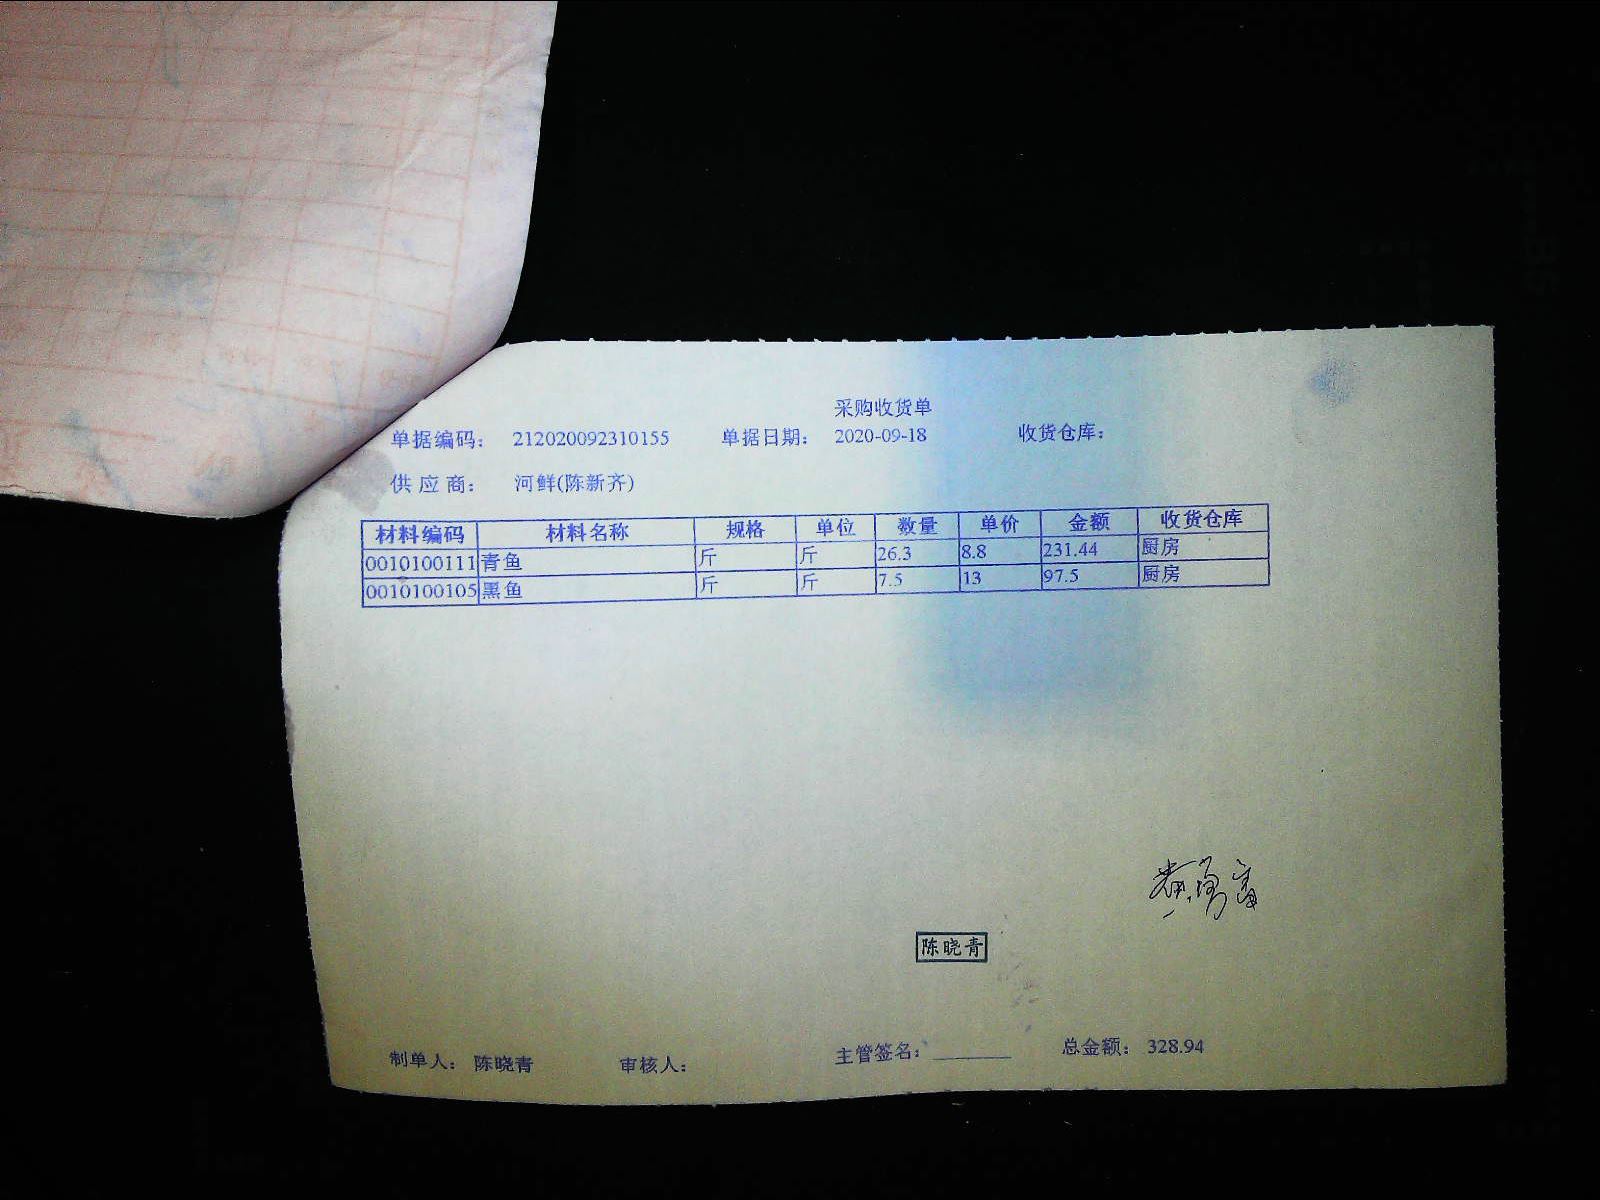 采购收货单
单据编码： 212020092310155 单据日期： 2020-09-18 收货仓库：
供应商： 河鲜(陈新齐)
材料编码 材料名称 规格 单位 数量 单价 金额 收货仓库
0010100111 青鱼 斤 斤 26.3 8.8 231.44 厨房
0010100105 黑鱼 斤 斤 7.5 13 97.5 厨房
陈晓青
制单人： 陈晓青 审核人： 主管签名： 总金额： 328.94